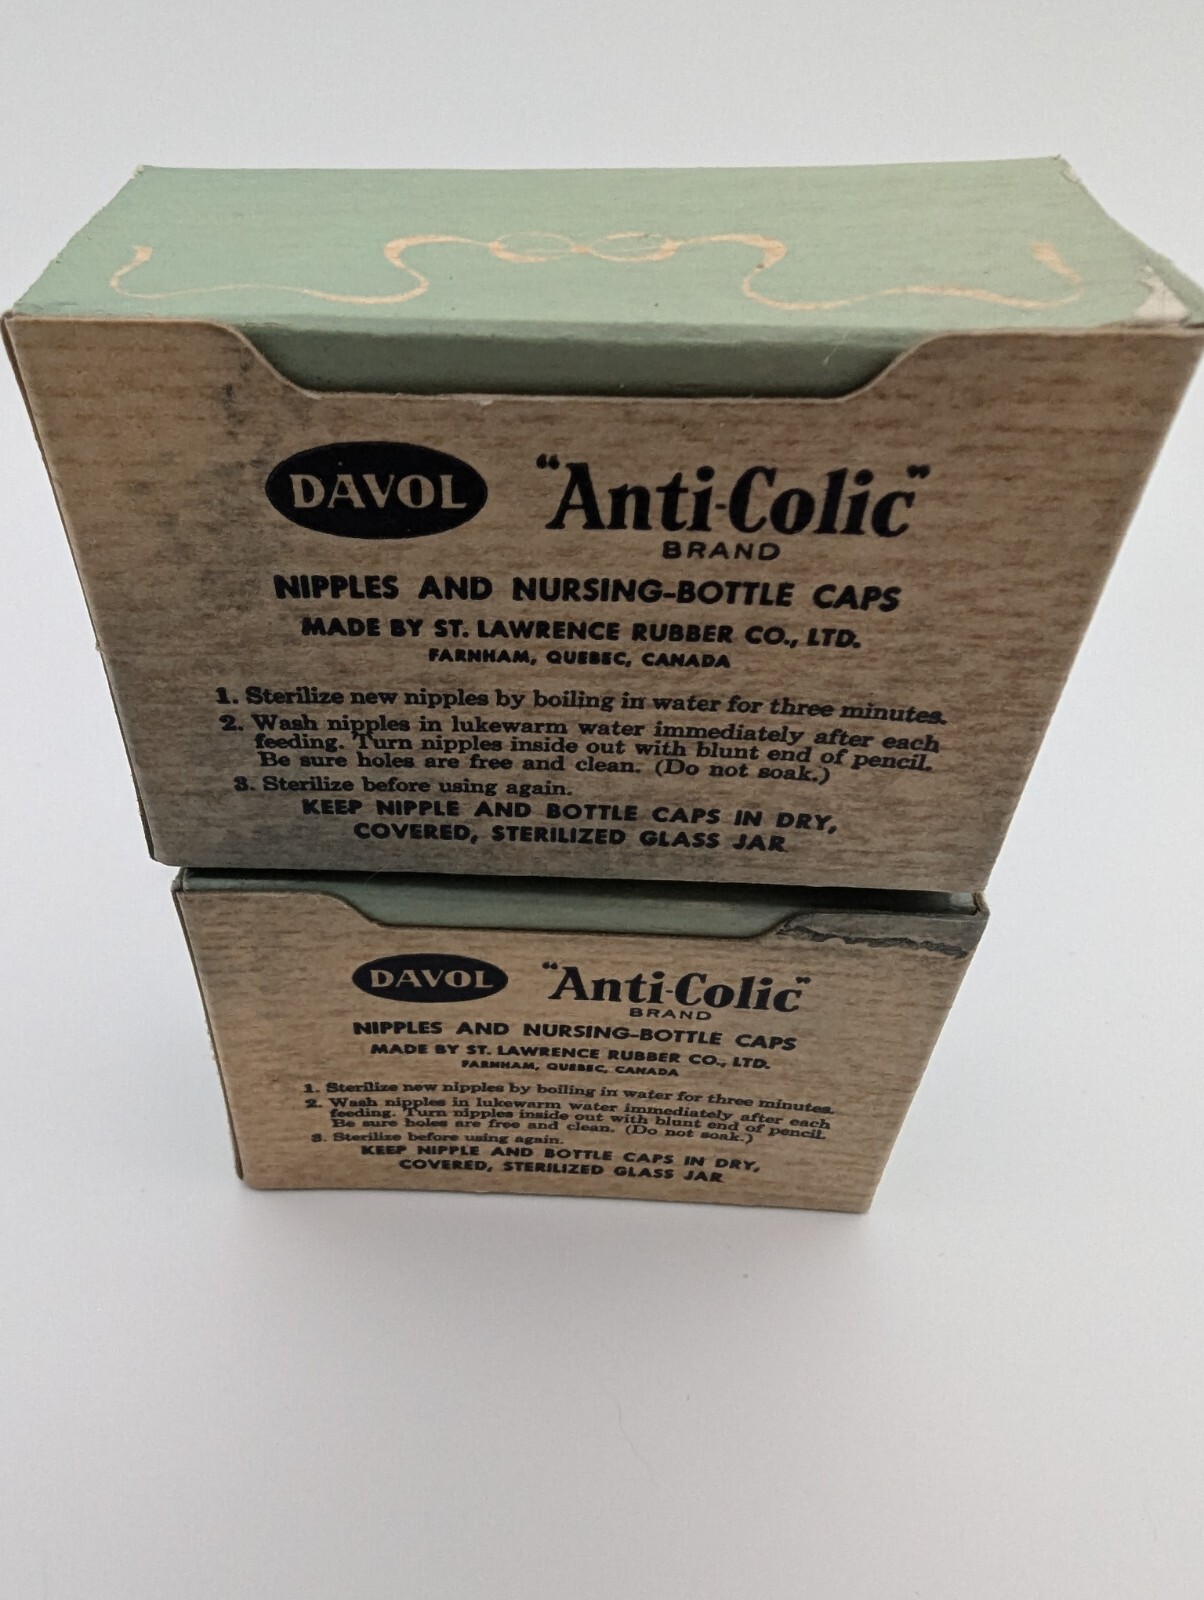 DAVOL "Anti-Colic"
BRAND
NIPPLES AND NURSING-BOTTLE CAPS
MADE BY ST. LAWRENCE RUBBER CO., LTD.
FARNHAM, QUEBEC, CANADA
1. Sterilize new nipples by boiling in water for three minutes.
2. Wash nipples in lukewarm water immediately after each
feeding. Turn nipples inside out with blunt end of pencil.
Be sure holes are free and clean. (Do not soak.)
3. Sterilize before using again.
KEEP NIPPLE AND BOTTLE CAPS IN DRY,
COVERED, STERILIZED GLASS JAR
DAVOL "Anti-Colic"
BRAND
NIPPLES AND NURSING-BOTTLE CAPS
MADE BY ST. LAWRENCE RUBBER CO., LTD.
FARNHAM, QUEBEC, CANADA
1. Sterilize new nipples by boiling in water for three minutes.
2. Wash nipples in lukewarm water immediately after each
feeding. Turn nipples inside out with blunt end of pencil.
Be sure holes are free and clean. (Do not soak.)
3. Sterilize before using again.
KEEP NIPPLE AND BOTTLE CAPS IN DRY,
COVERED, STERILIZED GLASS JAR